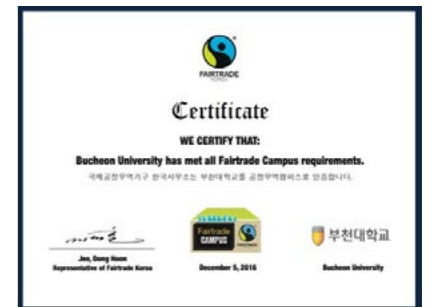 FAIRTRADE
KOREA
Certificate
WE CERTIFY THAT:
Bucheon University has met all Fairtrade Campus requirements.
국제공정무역기구 한국사무소는 부천대학교를 공정무역캠퍼스로 인증합니다.
Fairtrade
CAMPUS
부천대학교
Joo, Dong Hoon
Representative of Fairtrade Korea
December 5, 2018
Bucheon University